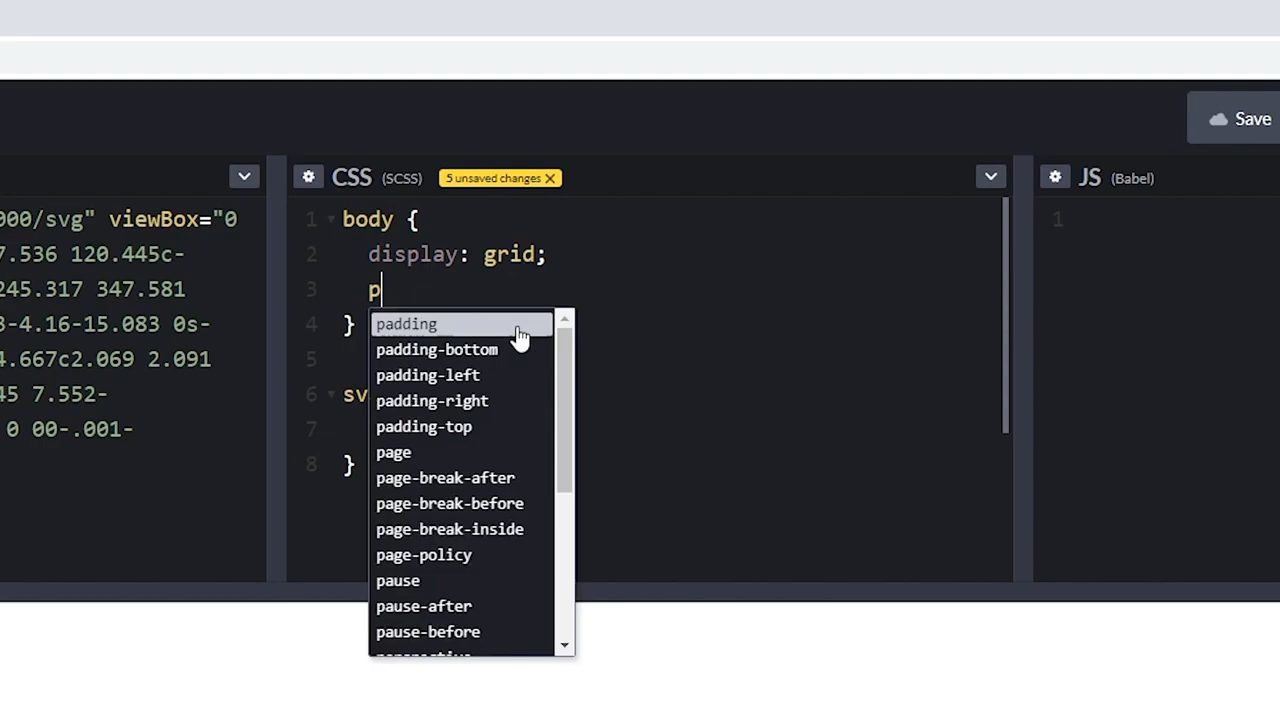 Save
CSS (SCSS) 5 unsaved changes X
JS (Babel)
000/svg" viewBox="0
7.536 120.445c-
245.317 347.581
3-4.16-15.083 0s-
4.667c2.069 2.091
45 7.552-
0 00-.001-
1 body {
2 display: grid;
3 p
4 }
5
6 sv
7
8 }
padding
padding-bottom
padding-left
padding-right
padding-top
page
page-break-after
page-break-before
page-break-inside
page-policy
pause
pause-after
pause-before
1